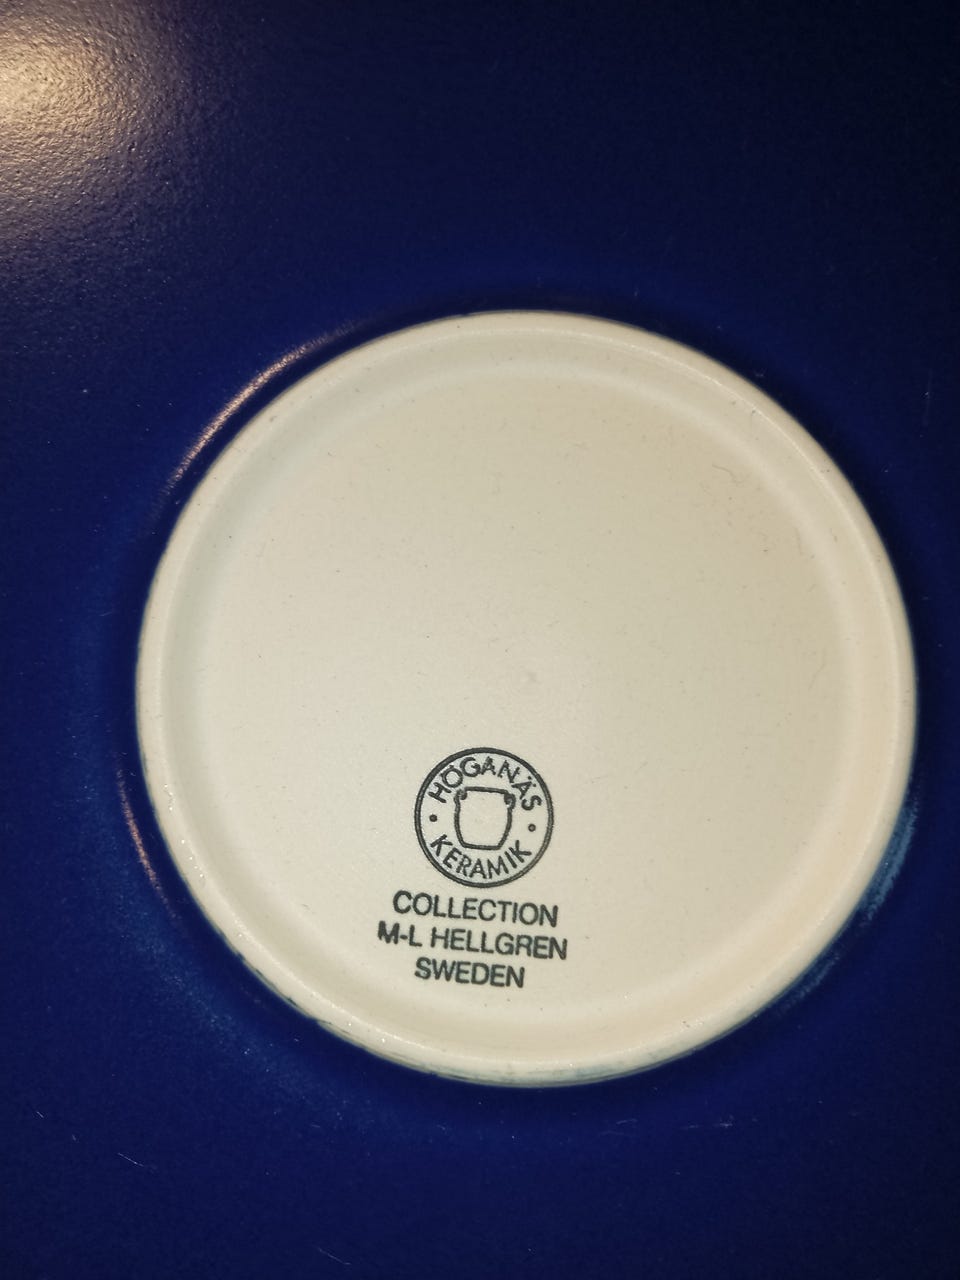 HÖGANÄS
KERAMIK
COLLECTION
M-L HELLGREN
SWEDEN